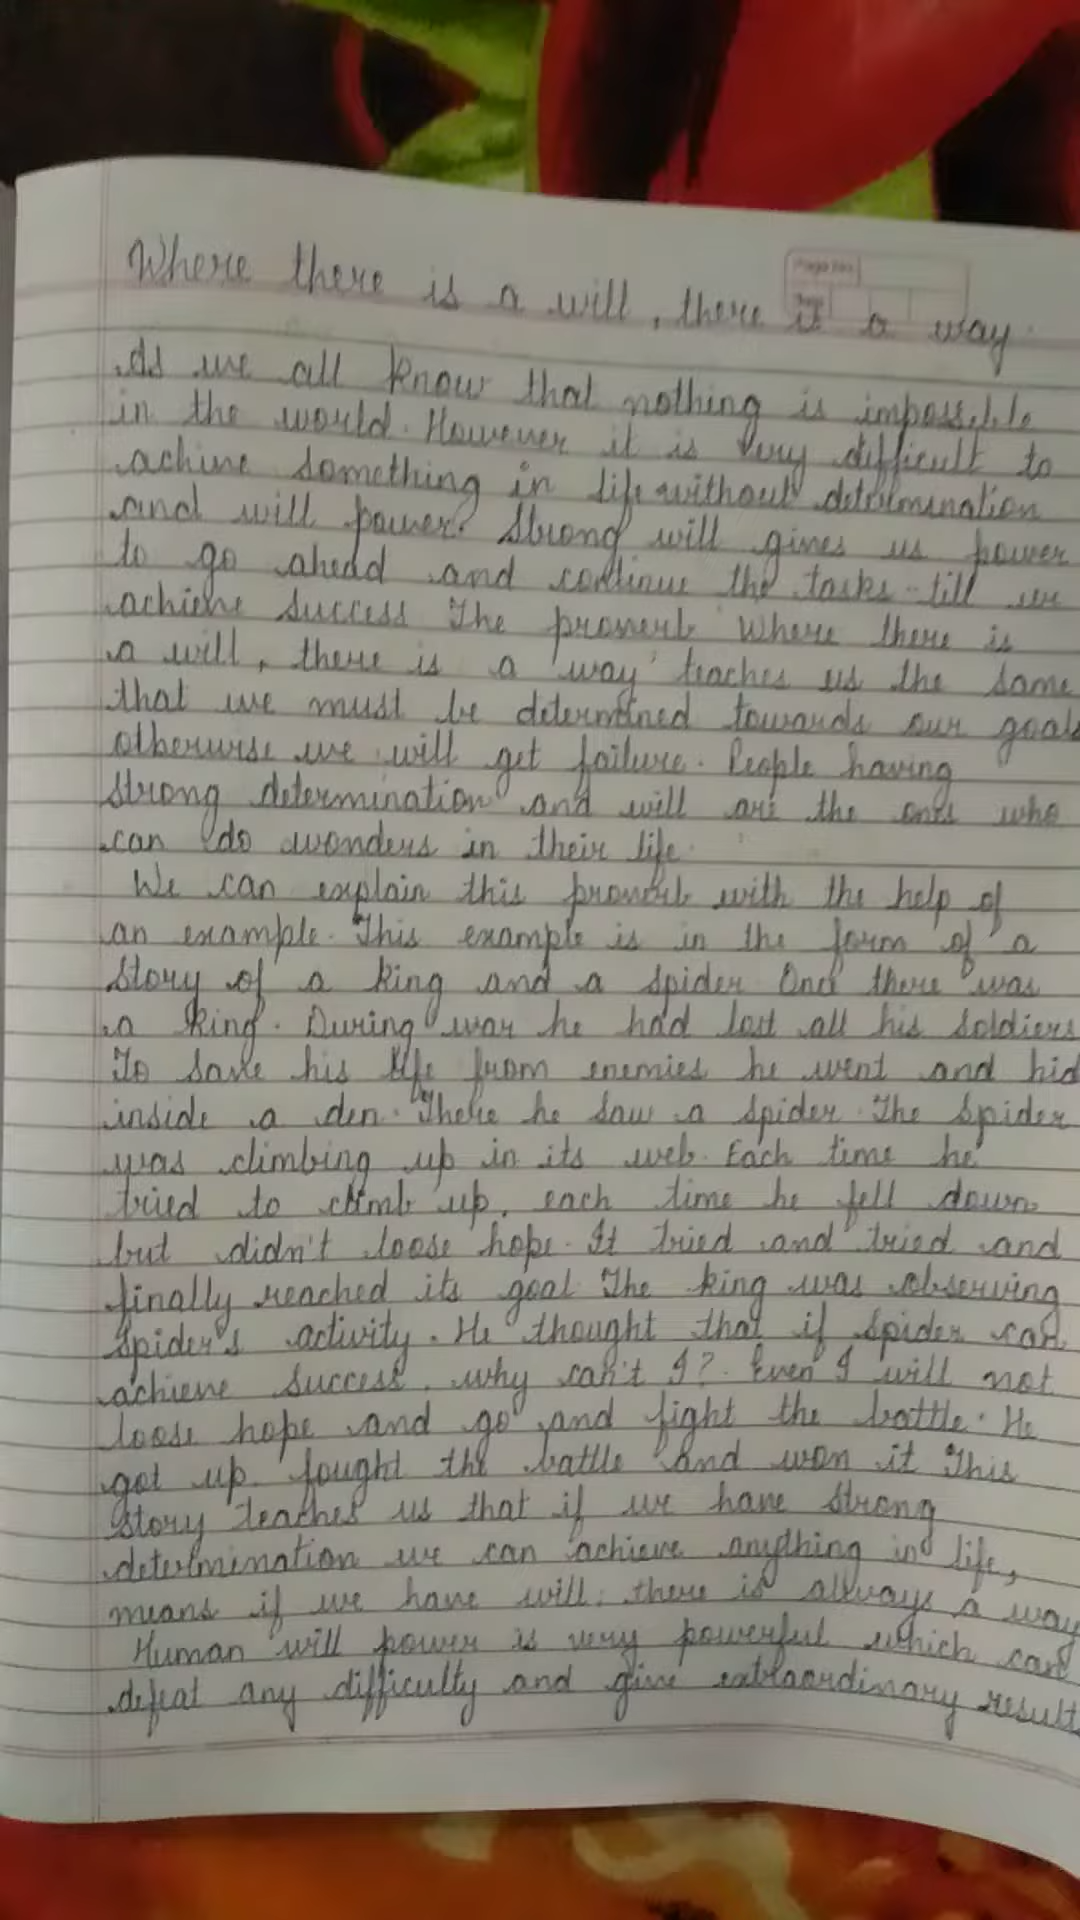 Page No.
Where there is a will, there is a way.
As we all know that nothing is impossible
in the world. However it is very difficult to
achive something in life without determination
and will power. Strong will gives us power
to go ahead and continue the tasks till we
achieve success The proverb 'Where there is
a will, there is a way' teaches us the same
that we must be determined towards our goals
otherwise we will get failure. People having
strong determination and will are the ones who
can do wonders in their life.
We can explain this proverb with the help of
an example. This example is in the form of a
story of a king and a spider Once there was
a king. During war he had lost all his soldiers
To save his life from enemies he went and hid
inside a den. There he saw a spider. The spider
was climbing up in its web. Each time he
tried to climb up, each time he fell down
but didn't loose hope. It tried and tried and
finally reached its goal The king was observing
spider's activity. He thought that if spider can
achieve success, why can't I?. Even I will not
loose hope and go and fight the battle. He
got up fought the battle and won it This
story teaches us that if we have strong
determination we can achieve anything in life,
means if we have will, there is always a way
Human will power is very powerful which can
defeat any difficulty and give extraordinary result